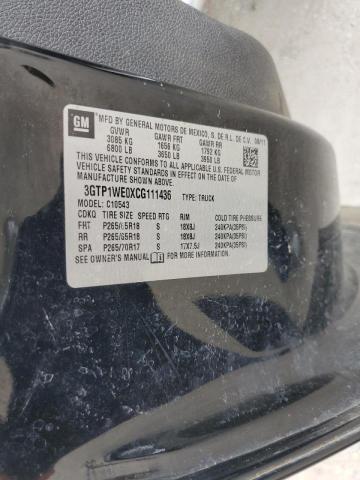 GM
MFD BY GENERAL MOTORS DE MEXICO, S. DE R.L. DE C.V. 08/11
GVWR GAWR FRT GAWR RR
3085 KG 1656 KG 1792 KG
6800 LB 3650 LB 3950 LB
THIS VEHICLE CONFORMS TO ALL APPLICABLE U.S. FEDERAL MOTOR
VEHICLE SAFETY STANDARDS IN EFFECT ON THE DATE OF
MANUFACTURE SHOWN ABOVE.
3GTP1WE0XCG111436 TYPE: TRUCK
MODEL: C10543
CDKQ TIRE SIZE SPEED RTG RIM COLD TIRE PRESSURE
FRT P265/65R18 S 18X8J 240KPA(35PSI)
RR P265/65R18 S 18X8J 240KPA(35PSI)
SPA P265/70R17 S 17X7.5J 240KPA(35PSI)
SEE OWNER'S MANUAL FOR MORE INFORMATION.